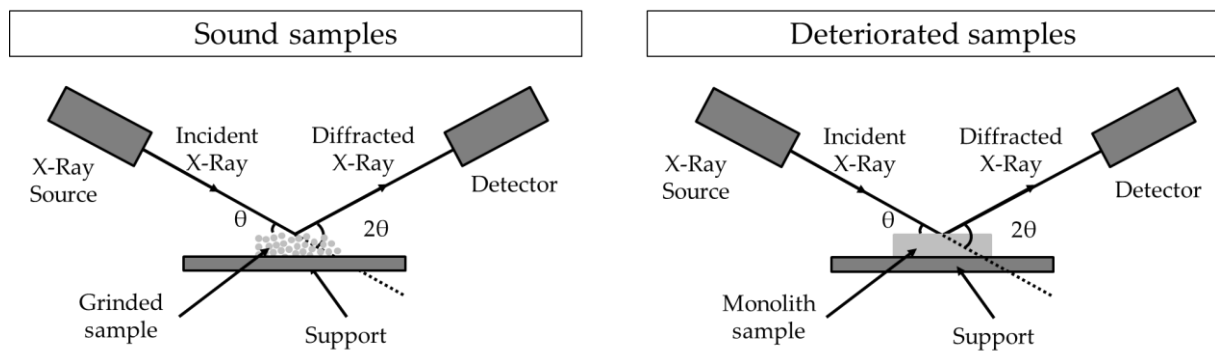 Sound samples
Incident
X-Ray
Diffracted
X-Ray
X-Ray
Source
Detector
θ
2θ
Grinded
sample
Support
Deteriorated samples
Incident
X-Ray
Diffracted
X-Ray
X-Ray
Source
Detector
θ
2θ
Monolith
sample
Support